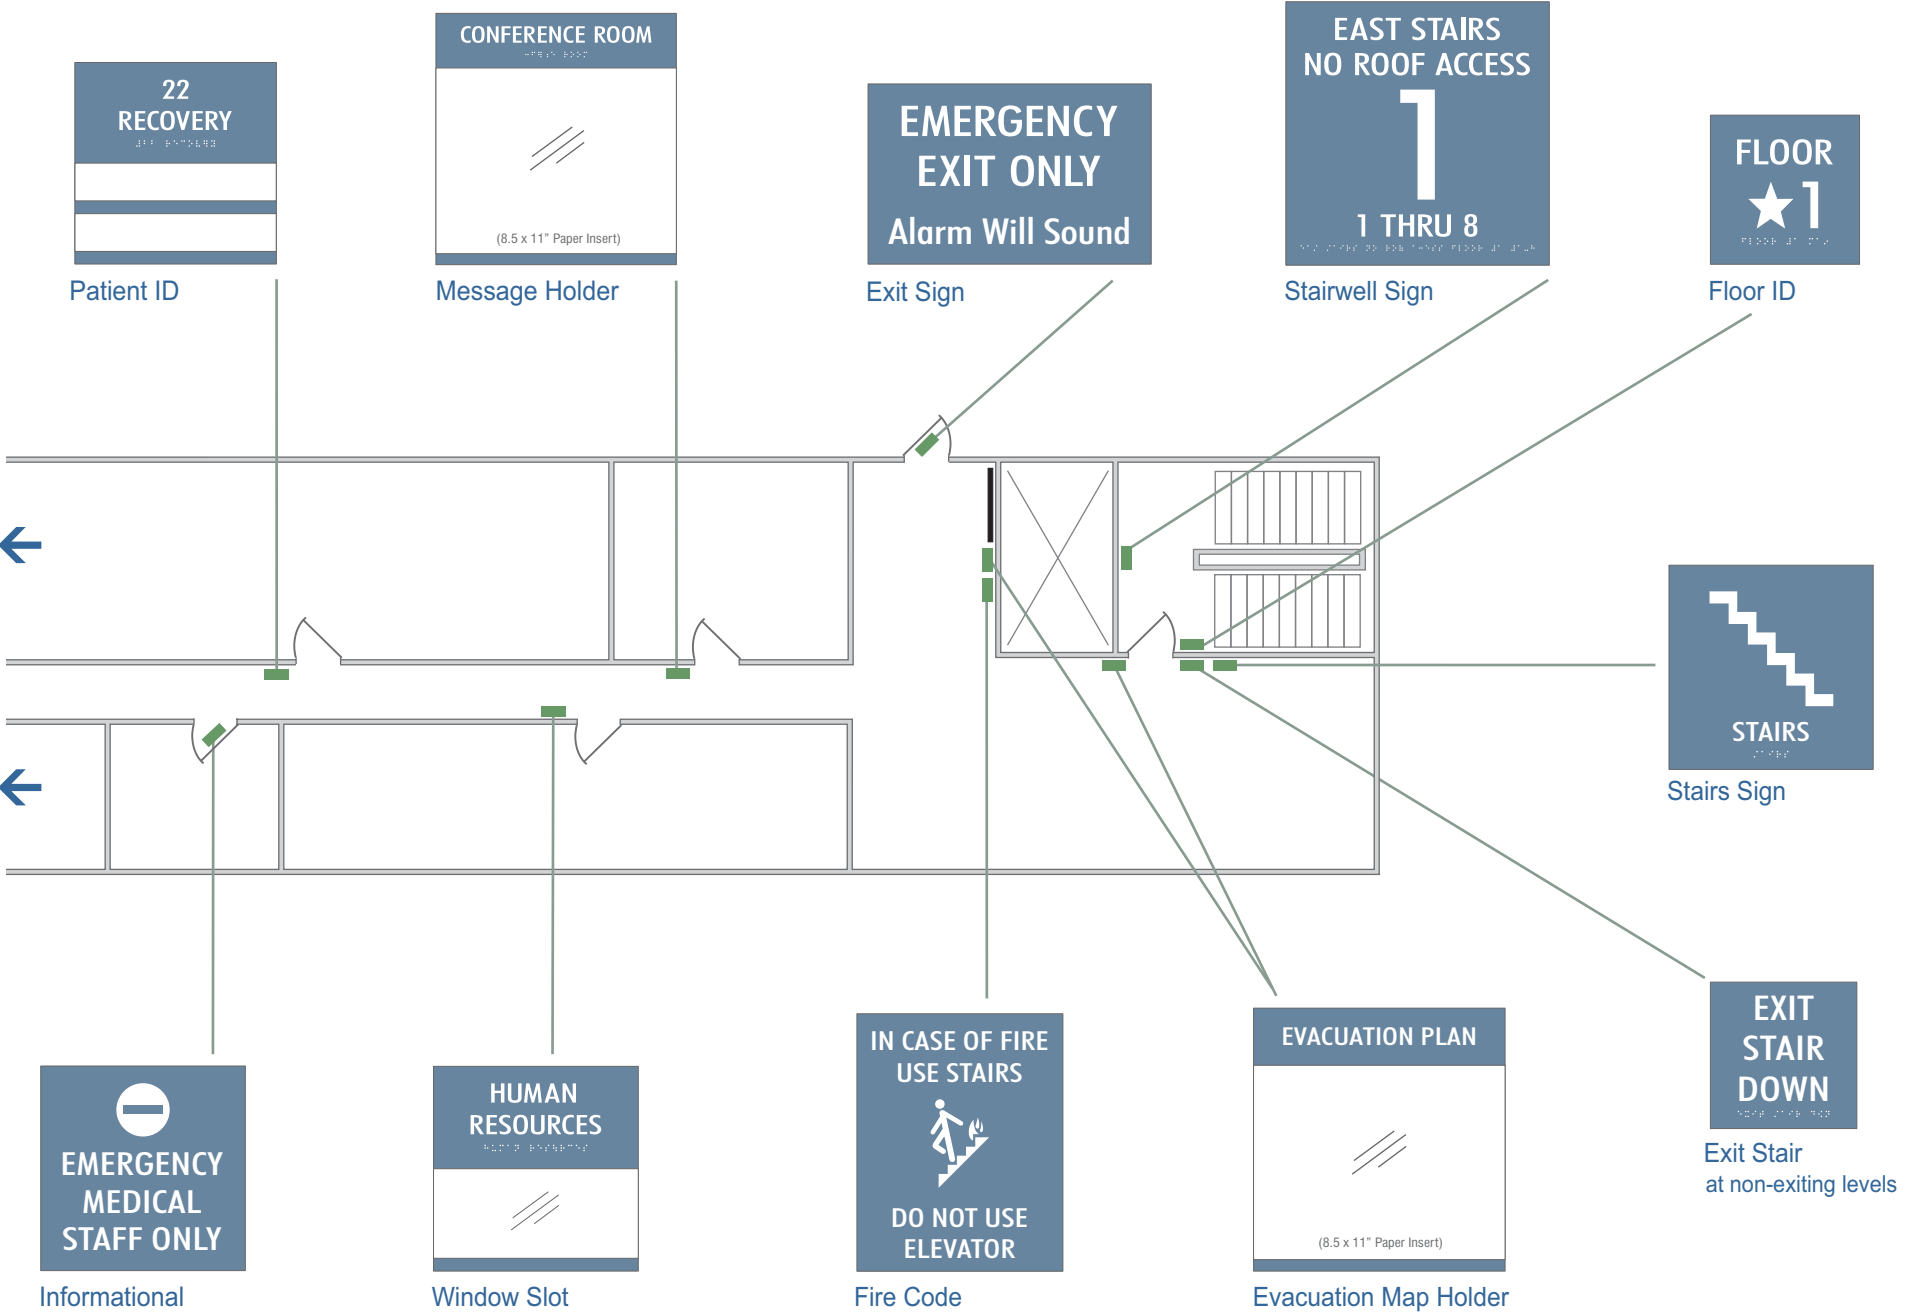 CONFERENCE ROOM
(8.5 x 11" Paper Insert)
Message Holder
22
RECOVERY
Patient ID
EMERGENCY
EXIT ONLY
Alarm Will Sound
Exit Sign
EAST STAIRS
NO ROOF ACCESS
1
1 THRU 8
Stairwell Sign
FLOOR
★1
Floor ID
STAIRS
Stairs Sign
EMERGENCY
MEDICAL
STAFF ONLY
Informational
HUMAN
RESOURCES
Window Slot
IN CASE OF FIRE
USE STAIRS
DO NOT USE
ELEVATOR
Fire Code
EVACUATION PLAN
(8.5 x 11" Paper Insert)
Evacuation Map Holder
EXIT
STAIR
DOWN
Exit Stair
at non-exiting levels